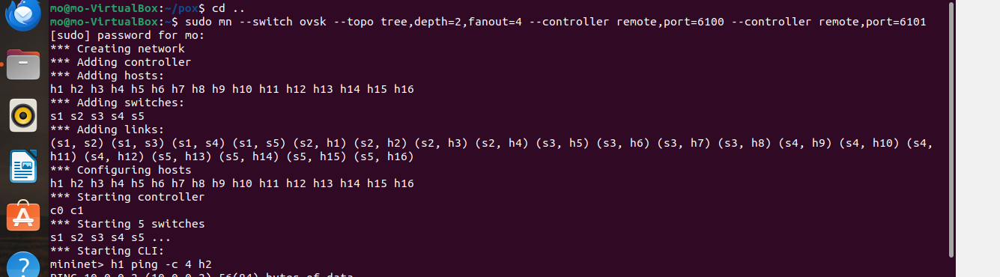 mo@mo-VirtualBox:~/pox$ cd ..
mo@mo-VirtualBox:~$ sudo mn --switch ovsk --topo tree,depth=2,fanout=4 --controller remote,port=6100 --controller remote,port=6101
[sudo] password for mo:
*** Creating network
*** Adding controller
*** Adding hosts:
h1 h2 h3 h4 h5 h6 h7 h8 h9 h10 h11 h12 h13 h14 h15 h16
*** Adding switches:
s1 s2 s3 s4 s5
*** Adding links:
(s1, s2) (s1, s3) (s1, s4) (s1, s5) (s2, h1) (s2, h2) (s2, h3) (s2, h4) (s3, h5) (s3, h6) (s3, h7) (s3, h8) (s4, h9) (s4, h10) (s4,
h11) (s4, h12) (s5, h13) (s5, h14) (s5, h15) (s5, h16)
*** Configuring hosts
h1 h2 h3 h4 h5 h6 h7 h8 h9 h10 h11 h12 h13 h14 h15 h16
*** Starting controller
c0 c1
*** Starting 5 switches
s1 s2 s3 s4 s5 ...
*** Starting CLI:
mininet> h1 ping -c 4 h2
PING 10.0.0.2 (10.0.0.2) 56(84) bytes of data.